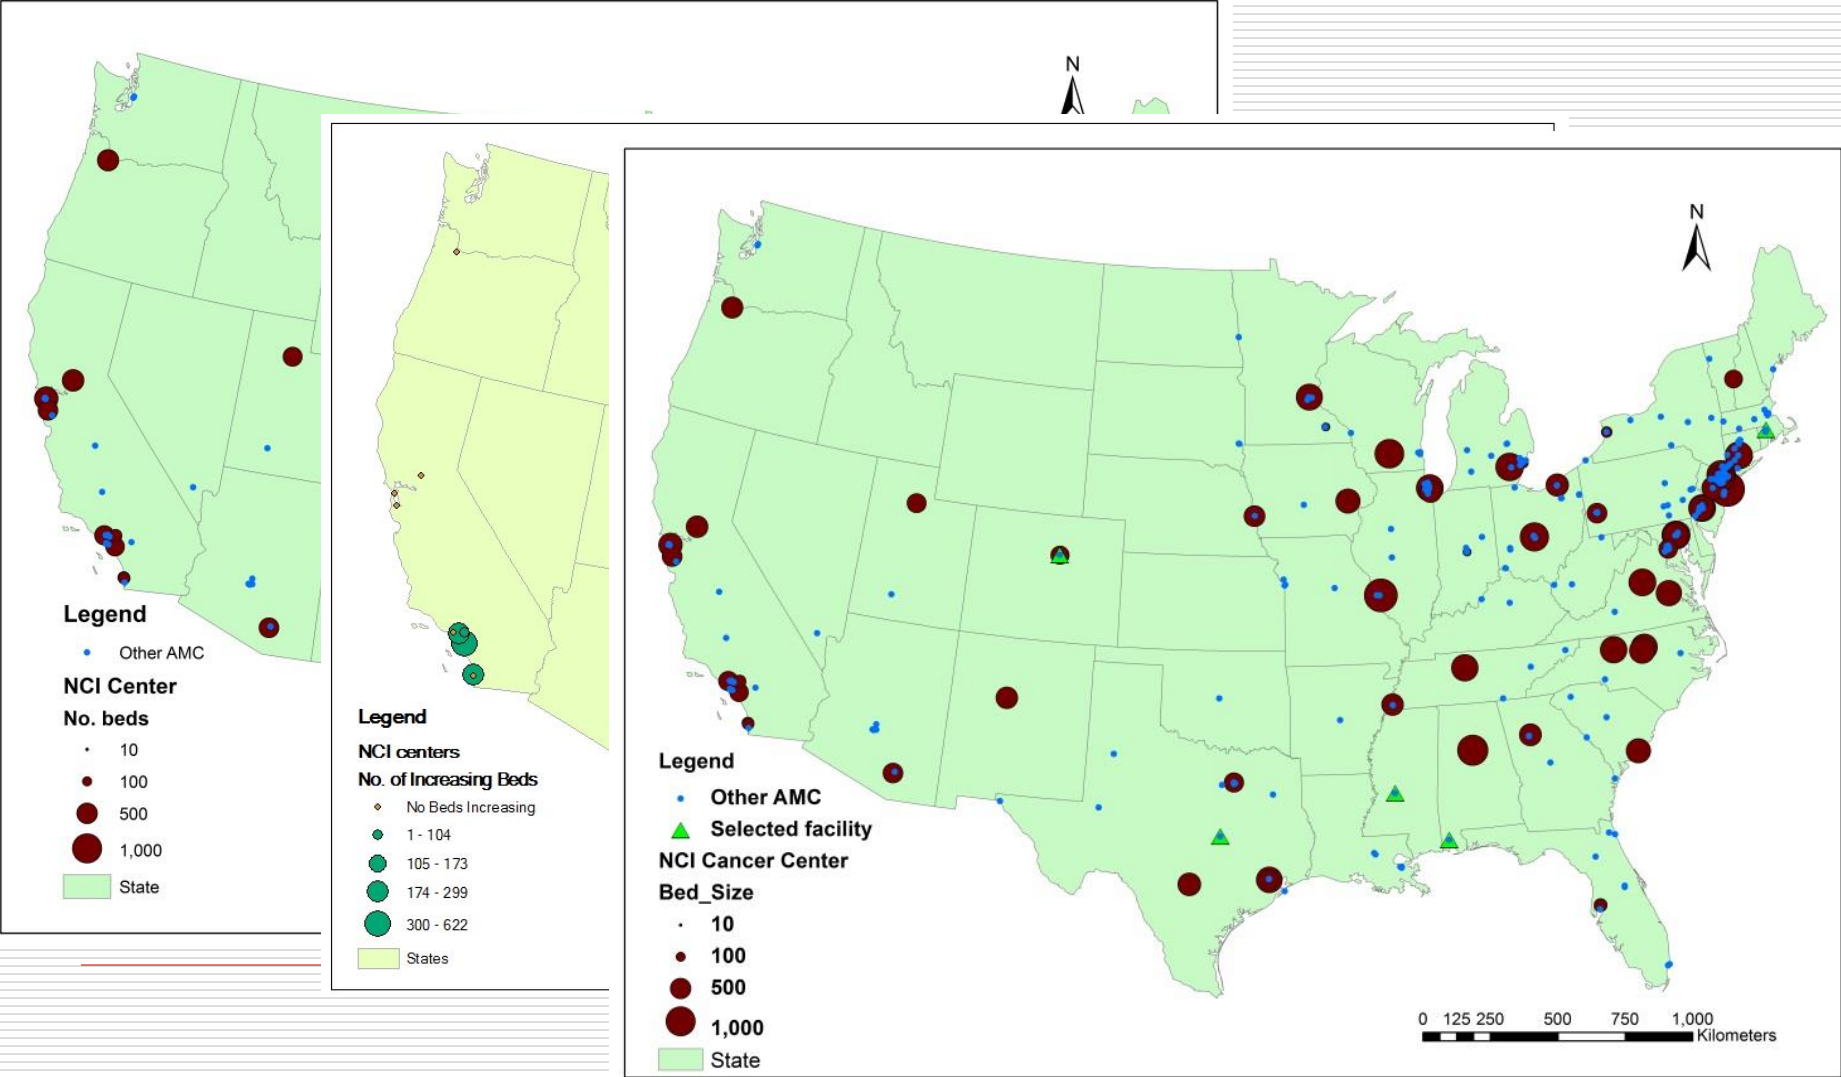 N
Legend
Other AMC
NCI Center
No. beds
10
100
500
1,000
State
Legend
NCI centers
No. of Increasing Beds
No Beds Increasing
1 - 104
105 - 173
174 - 299
300 - 622
States
N
Legend
Other AMC
Selected facility
NCI Cancer Center
Bed_Size
10
100
500
1,000
State
0 125 250 500 750 1,000
Kilometers